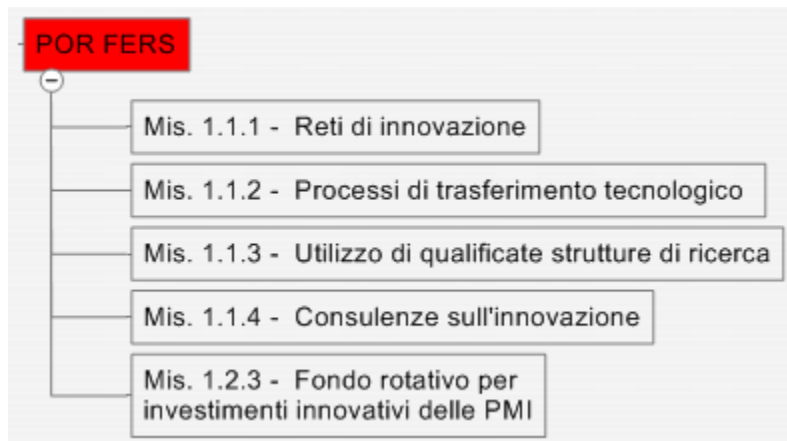 POR FERS
Mis. 1.1.1 - Reti di innovazione
Mis. 1.1.2 - Processi di trasferimento tecnologico
Mis. 1.1.3 - Utilizzo di qualificate strutture di ricerca
Mis. 1.1.4 - Consulenze sull'innovazione
Mis. 1.2.3 - Fondo rotativo per
investimenti innovativi delle PMI